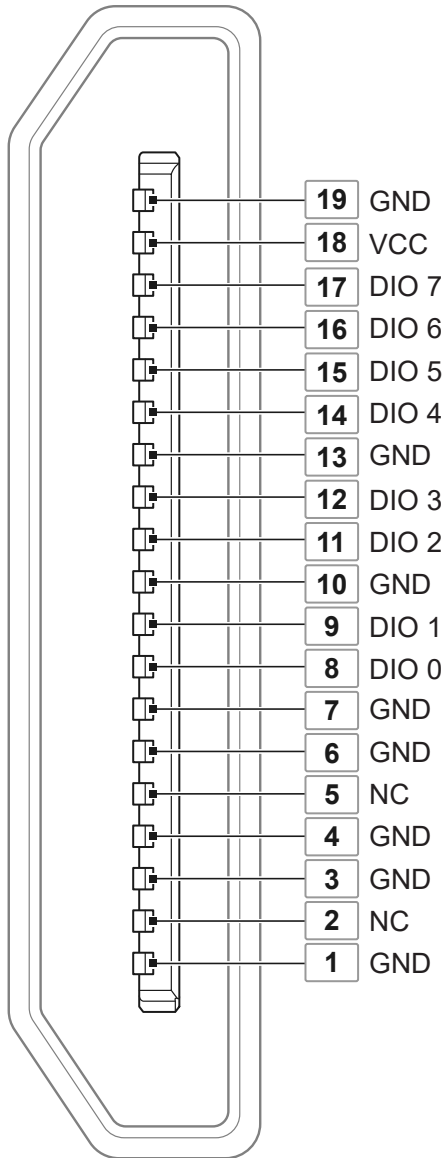 19 GND
18 VCC
17 DIO 7
16 DIO 6
15 DIO 5
14 DIO 4
13 GND
12 DIO 3
11 DIO 2
10 GND
9 DIO 1
8 DIO 0
7 GND
6 GND
5 NC
4 GND
3 GND
2 NC
1 GND